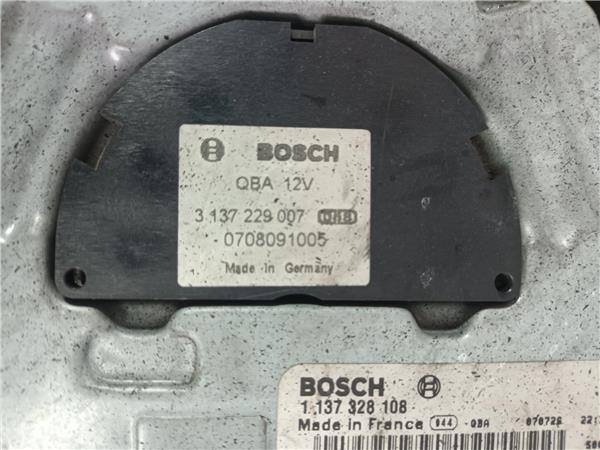 BOSCH
QBA 12V
3 137 229 007
0708091005
Made in Germany
BOSCH
1 137 328 108
Made in France 044 QBA 070726